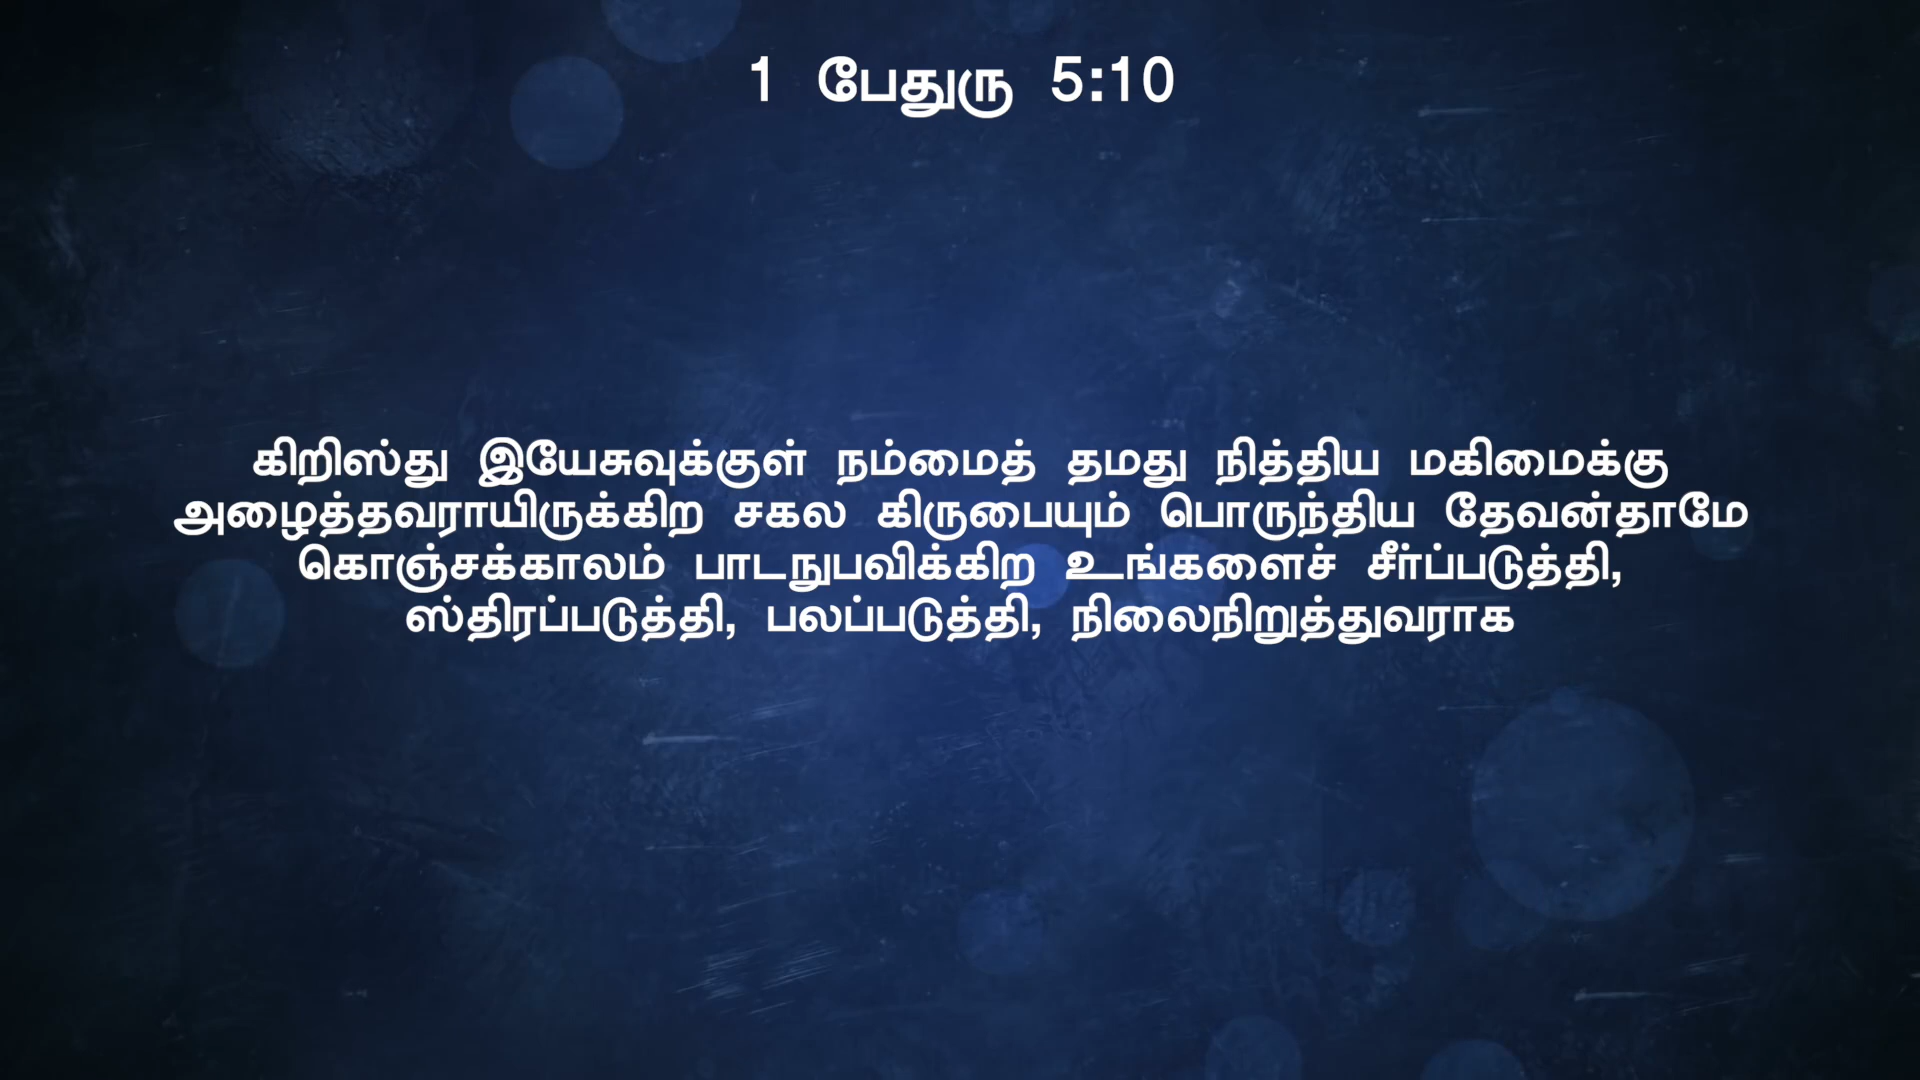 1 பேதுரு 5:10
கிறிஸ்து இயேசுவுக்குள் நம்மைத் தமது நித்திய மகிமைக்கு
அழைத்தவராயிருக்கிற சகல கிருபையும் பொருந்திய தேவன்தாமே
கொஞ்சக்காலம் பாடநுபவிக்கிற உங்களைச் சீர்ப்படுத்தி,
ஸ்திரப்படுத்தி, பலப்படுத்தி, நிலைநிறுத்துவராக